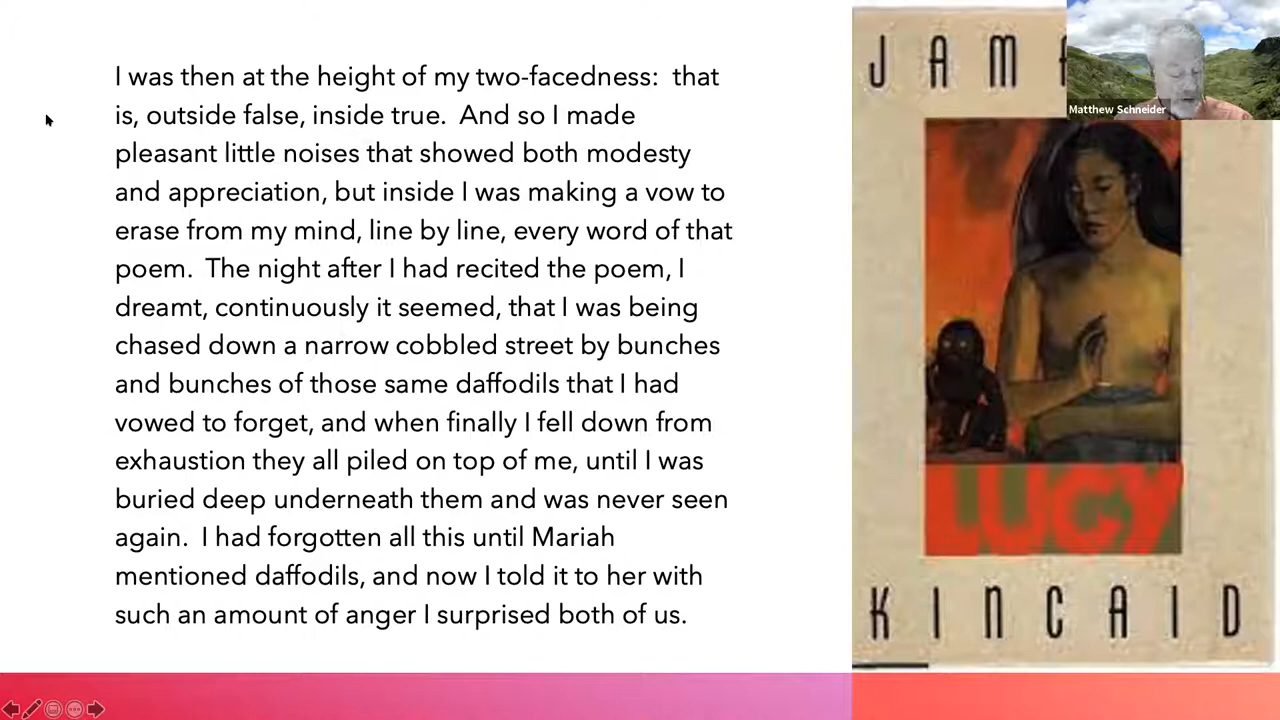 I was then at the height of my two-facedness:  that
is, outside false, inside true.  And so I made
pleasant little noises that showed both modesty
and appreciation, but inside I was making a vow to
erase from my mind, line by line, every word of that
poem.  The night after I had recited the poem, I
dreamt, continuously it seemed, that I was being
chased down a narrow cobbled street by bunches
and bunches of those same daffodils that I had
vowed to forget, and when finally I fell down from
exhaustion they all piled on top of me, until I was
buried deep underneath them and was never seen
again.  I had forgotten all this until Mariah
mentioned daffodils, and now I told it to her with
such an amount of anger I surprised both of us.
JAMA
Matthew Schneider
LUCY
KINCAID